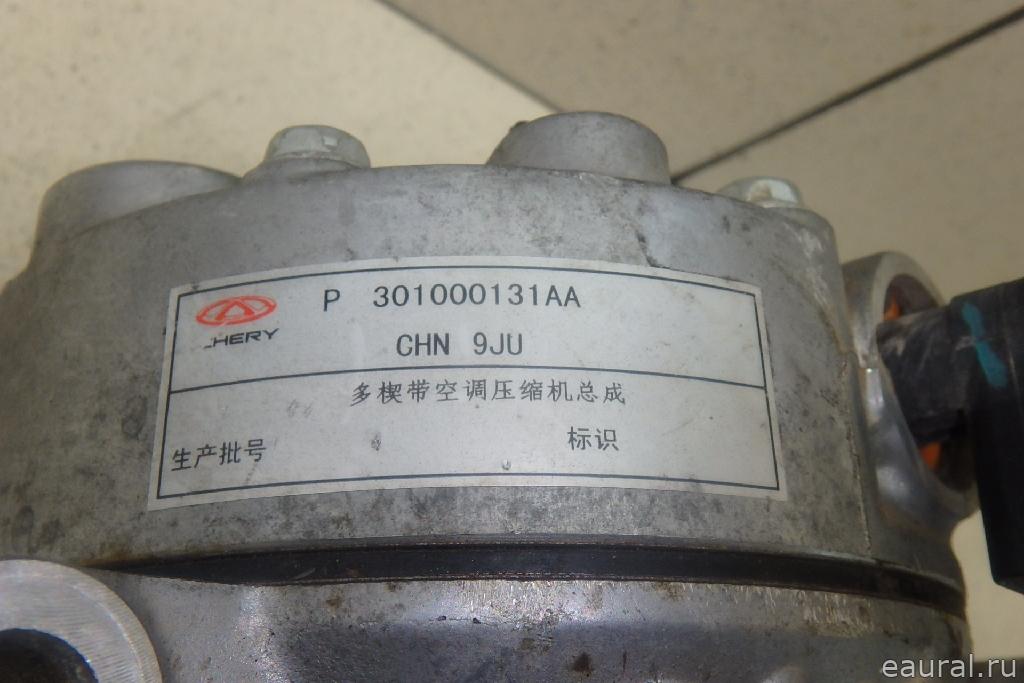 P 301000131AA
CHERY
CHN 9JU
多楔带空调压缩机总成
生产批号 标识
eaural.ru